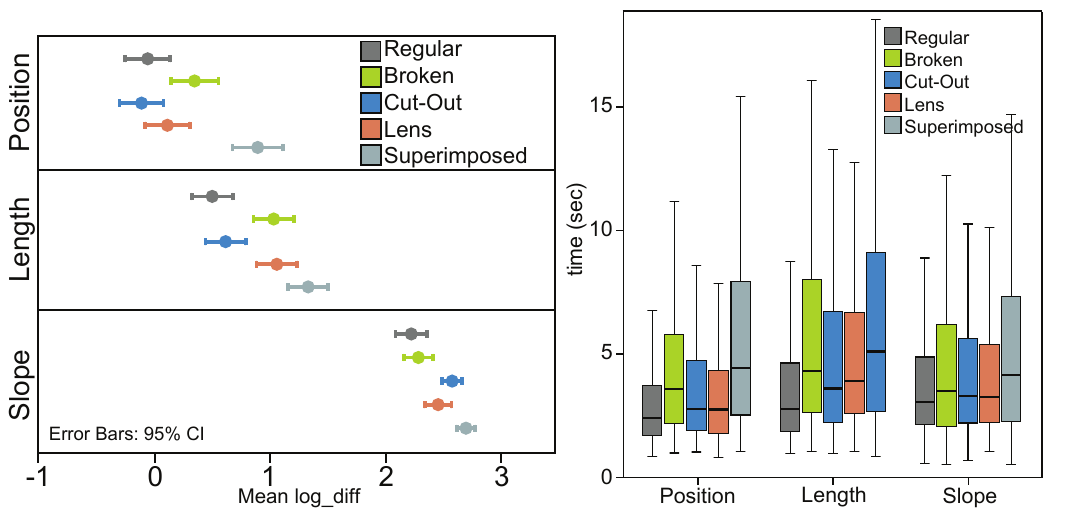 Position
Length
Slope
Regular
Broken
Cut-Out
Lens
Superimposed
Error Bars: 95% CI
-1 0 1 2 3
Mean log_diff
time (sec)
15
10
5
0
Regular
Broken
Cut-Out
Lens
Superimposed
Position Length Slope